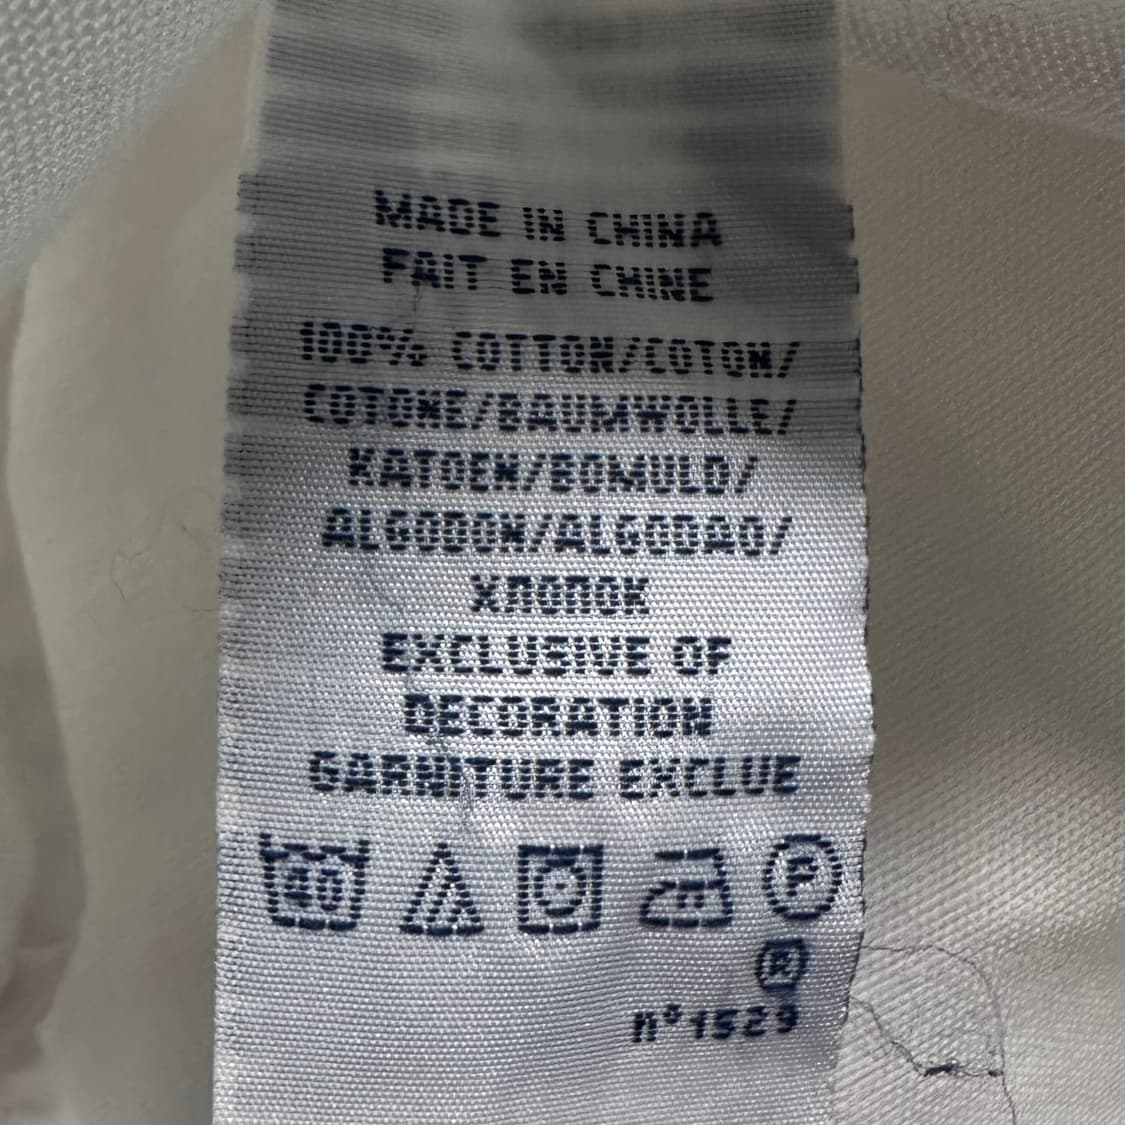 MADE IN CHINA
FAIT EN CHINE
100% COTTON/COTON/
COTONE/BAUMWOLLE/
KATOEN/BOMULD/
ALGODON/ALGODAO/
ХЛОПОК
EXCLUSIVE OF
DECORATION
GARNITURE EXCLUE
40 P
®
n°1529